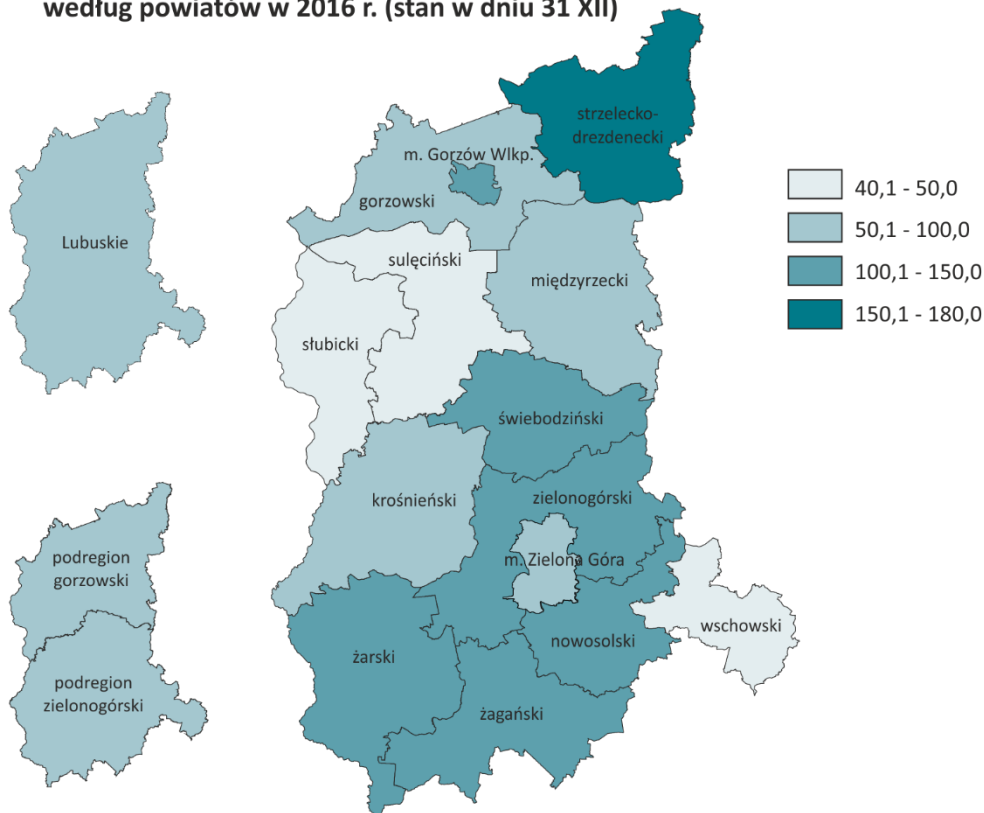 według powiatów w 2016 r. (stan w dniu 31 XII)
strzelecko-
drezdenecki
m. Gorzów Wlkp.
gorzowski
40,1 - 50,0
50,1 - 100,0
100,1 - 150,0
150,1 - 180,0
Lubuskie
sulęciński
międzyrzecki
słubicki
świebodziński
krośnieński
zielonogórski
podregion
gorzowski
m. Zielona Góra
wschowski
nowosolski
żarski
podregion
zielonogórski
żagański